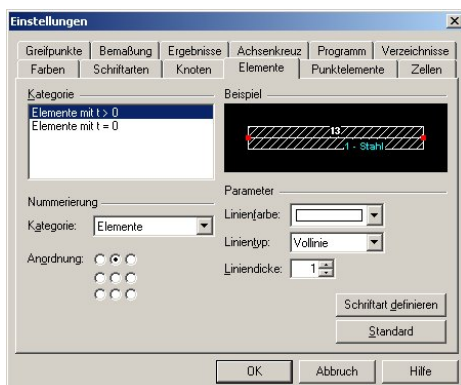 Einstellungen
Greifpunkte Bemaßung Ergebnisse Achsenkreuz Programm Verzeichnisse
Farben Schriftarten Knoten Elemente Punktelemente Zellen
Kategorie
Elemente mit t > 0
Elemente mit t = 0
Beispiel
13
1 - Stahl
Nummerierung
Kategorie: Elemente
Anordnung:
Parameter
Linienfarbe:
Linientyp: Vollinie
Liniendicke: 1
Schriftart definieren
Standard
OK Abbruch Hilfe